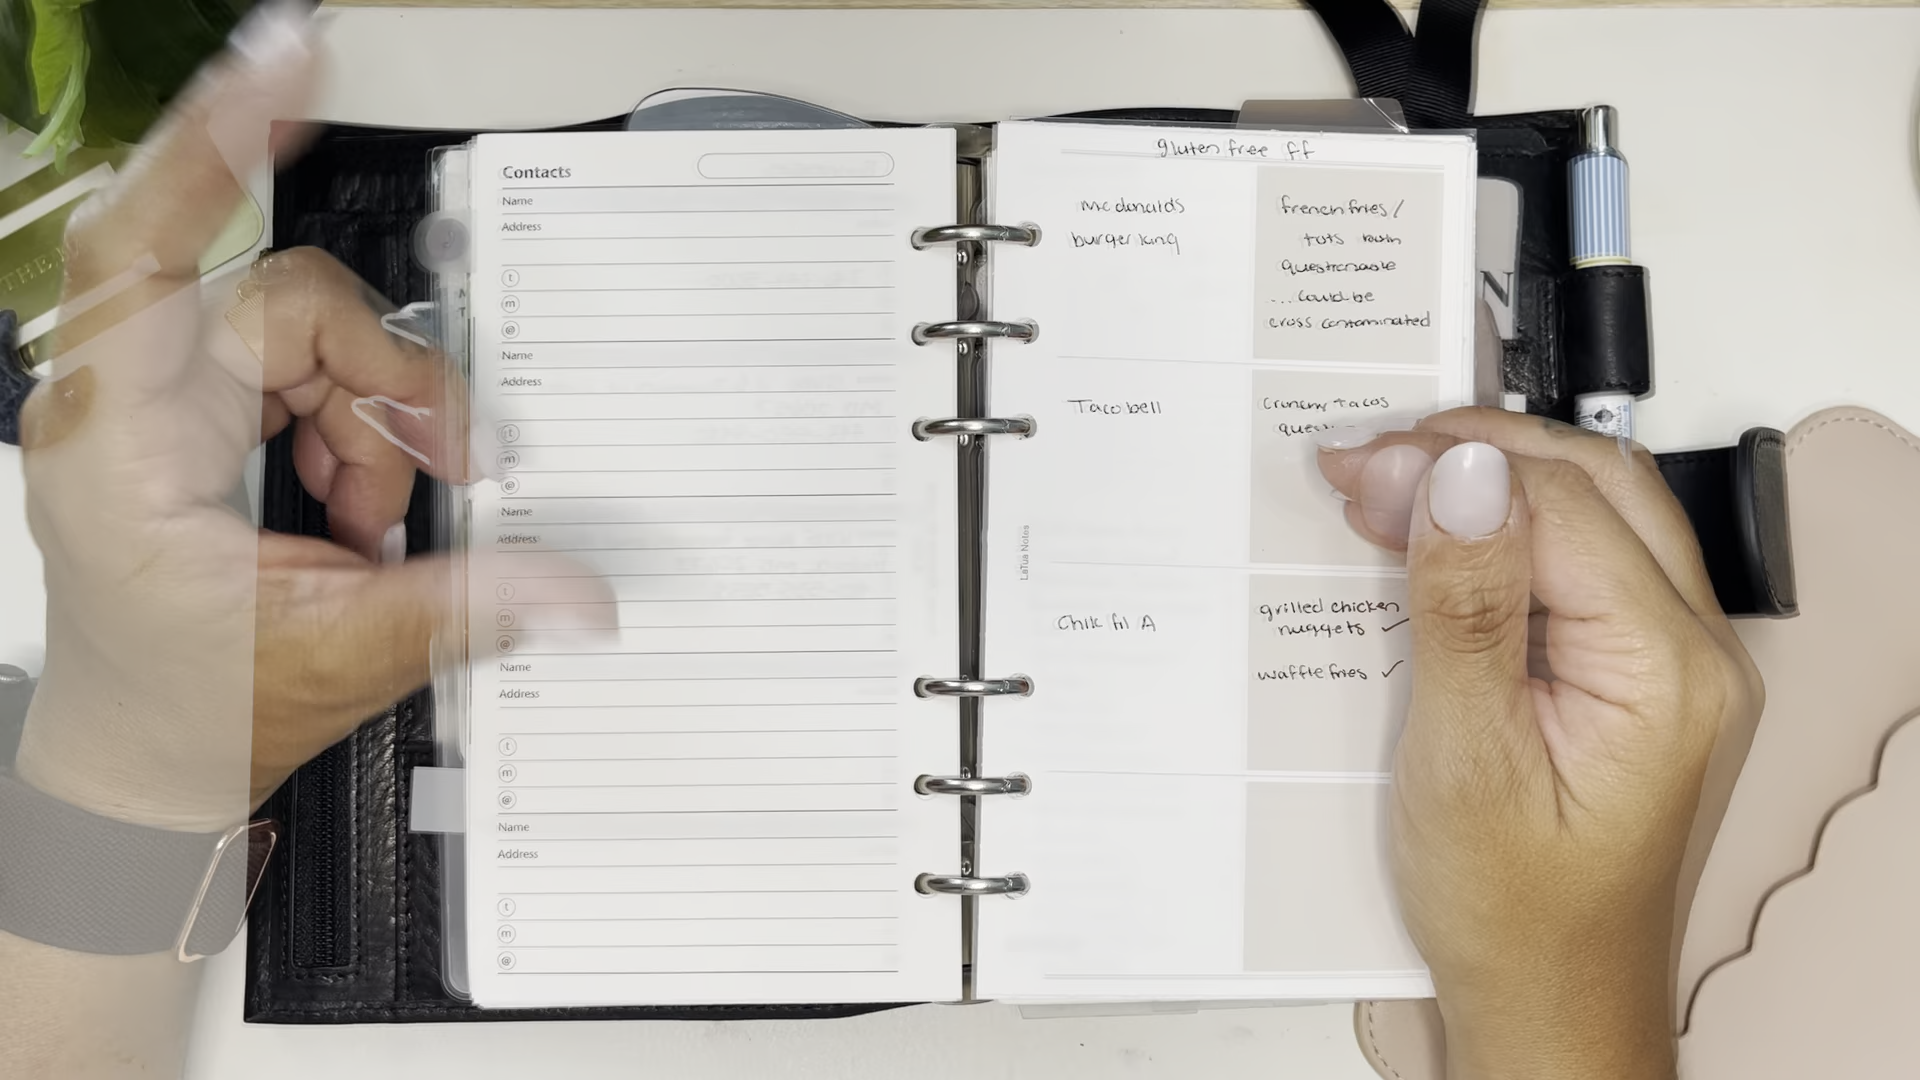 Contacts
Name
Address
t
m
@
Name
Address
t
m
@
Name
Address
t
m
@
Name
Address
t
m
@
Name
Address
t
m
@
gluten free ff
mcdonalds
burger king
french fries /
tots both
questionable
... could be
cross contaminated
Taco bell
crunchy tacos
LaTua Notes
Chik fil A
grilled chicken
nuggets ✓
waffle fries ✓
N